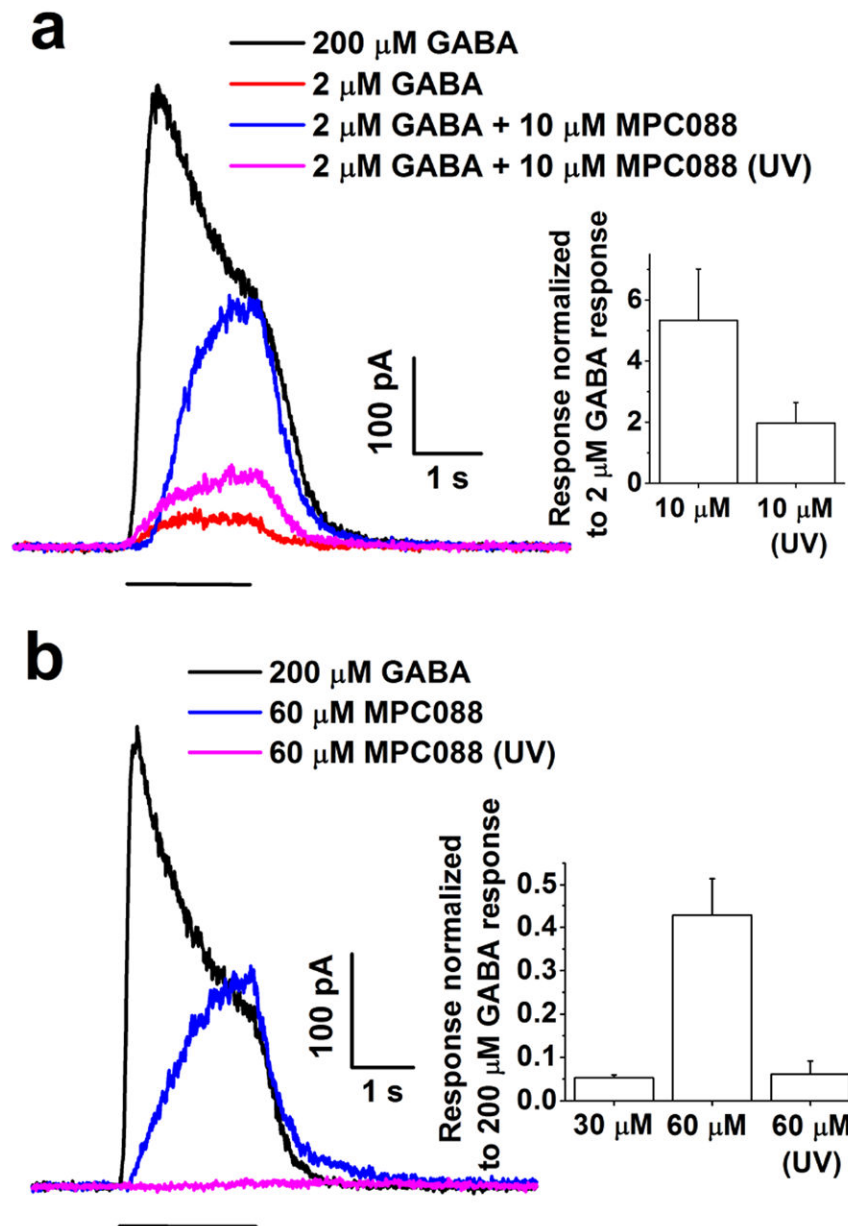 a
200 μM GABA
2 μM GABA
2 μM GABA + 10 μM MPC088
2 μM GABA + 10 μM MPC088 (UV)
100 pA
1 s
Response normalized
to 2 μM GABA response
6
4
2
0
10 μM
10 μM
(UV)
b
200 μM GABA
60 μM MPC088
60 μM MPC088 (UV)
100 pA
1 s
Response normalized
to 200 μM GABA response
0.5
0.4
0.3
0.2
0.1
0.0
30 μM
60 μM
60 μM
(UV)